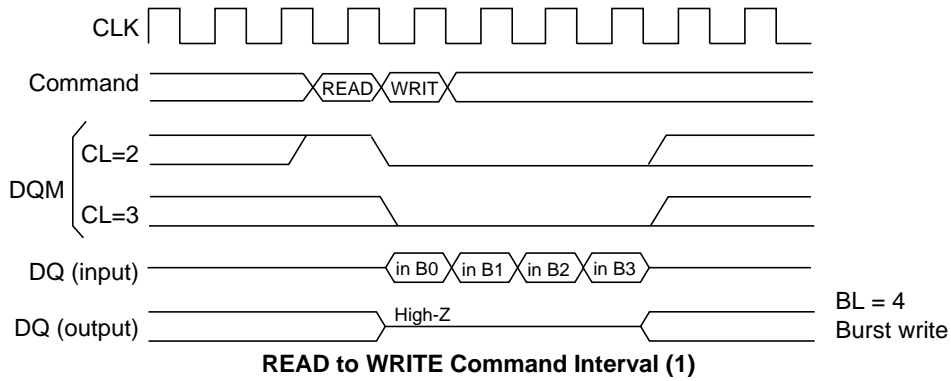 CLK
Command READ WRIT
CL=2
DQM
CL=3
DQ (input) in B0 in B1 in B2 in B3
BL = 4
DQ (output) High-Z
Burst write
READ to WRITE Command Interval (1)